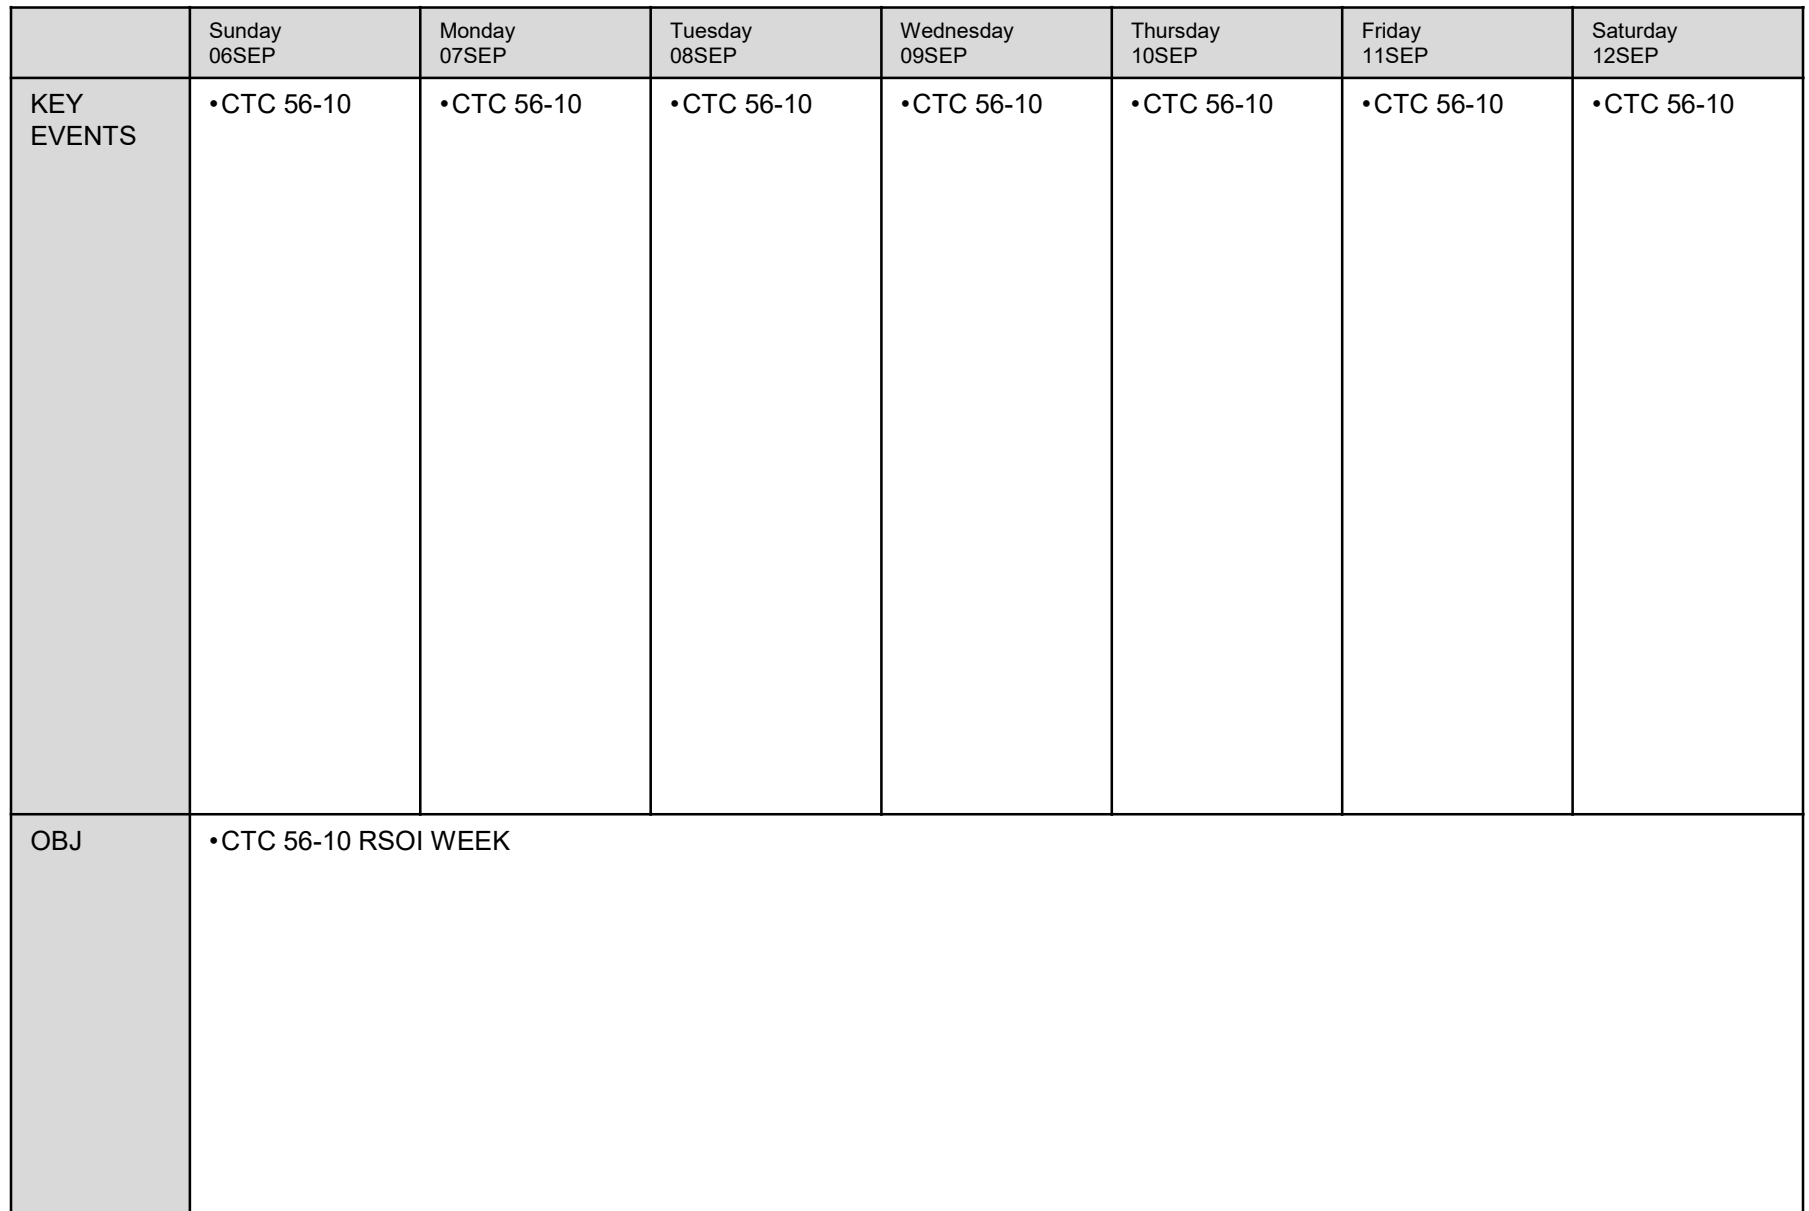 Sunday
06SEP
Monday
07SEP
Tuesday
08SEP
Wednesday
09SEP
Thursday
10SEP
Friday
11SEP
Saturday
12SEP
KEY
EVENTS
•CTC 56-10
•CTC 56-10
•CTC 56-10
•CTC 56-10
•CTC 56-10
•CTC 56-10
•CTC 56-10
OBJ
•CTC 56-10 RSOI WEEK